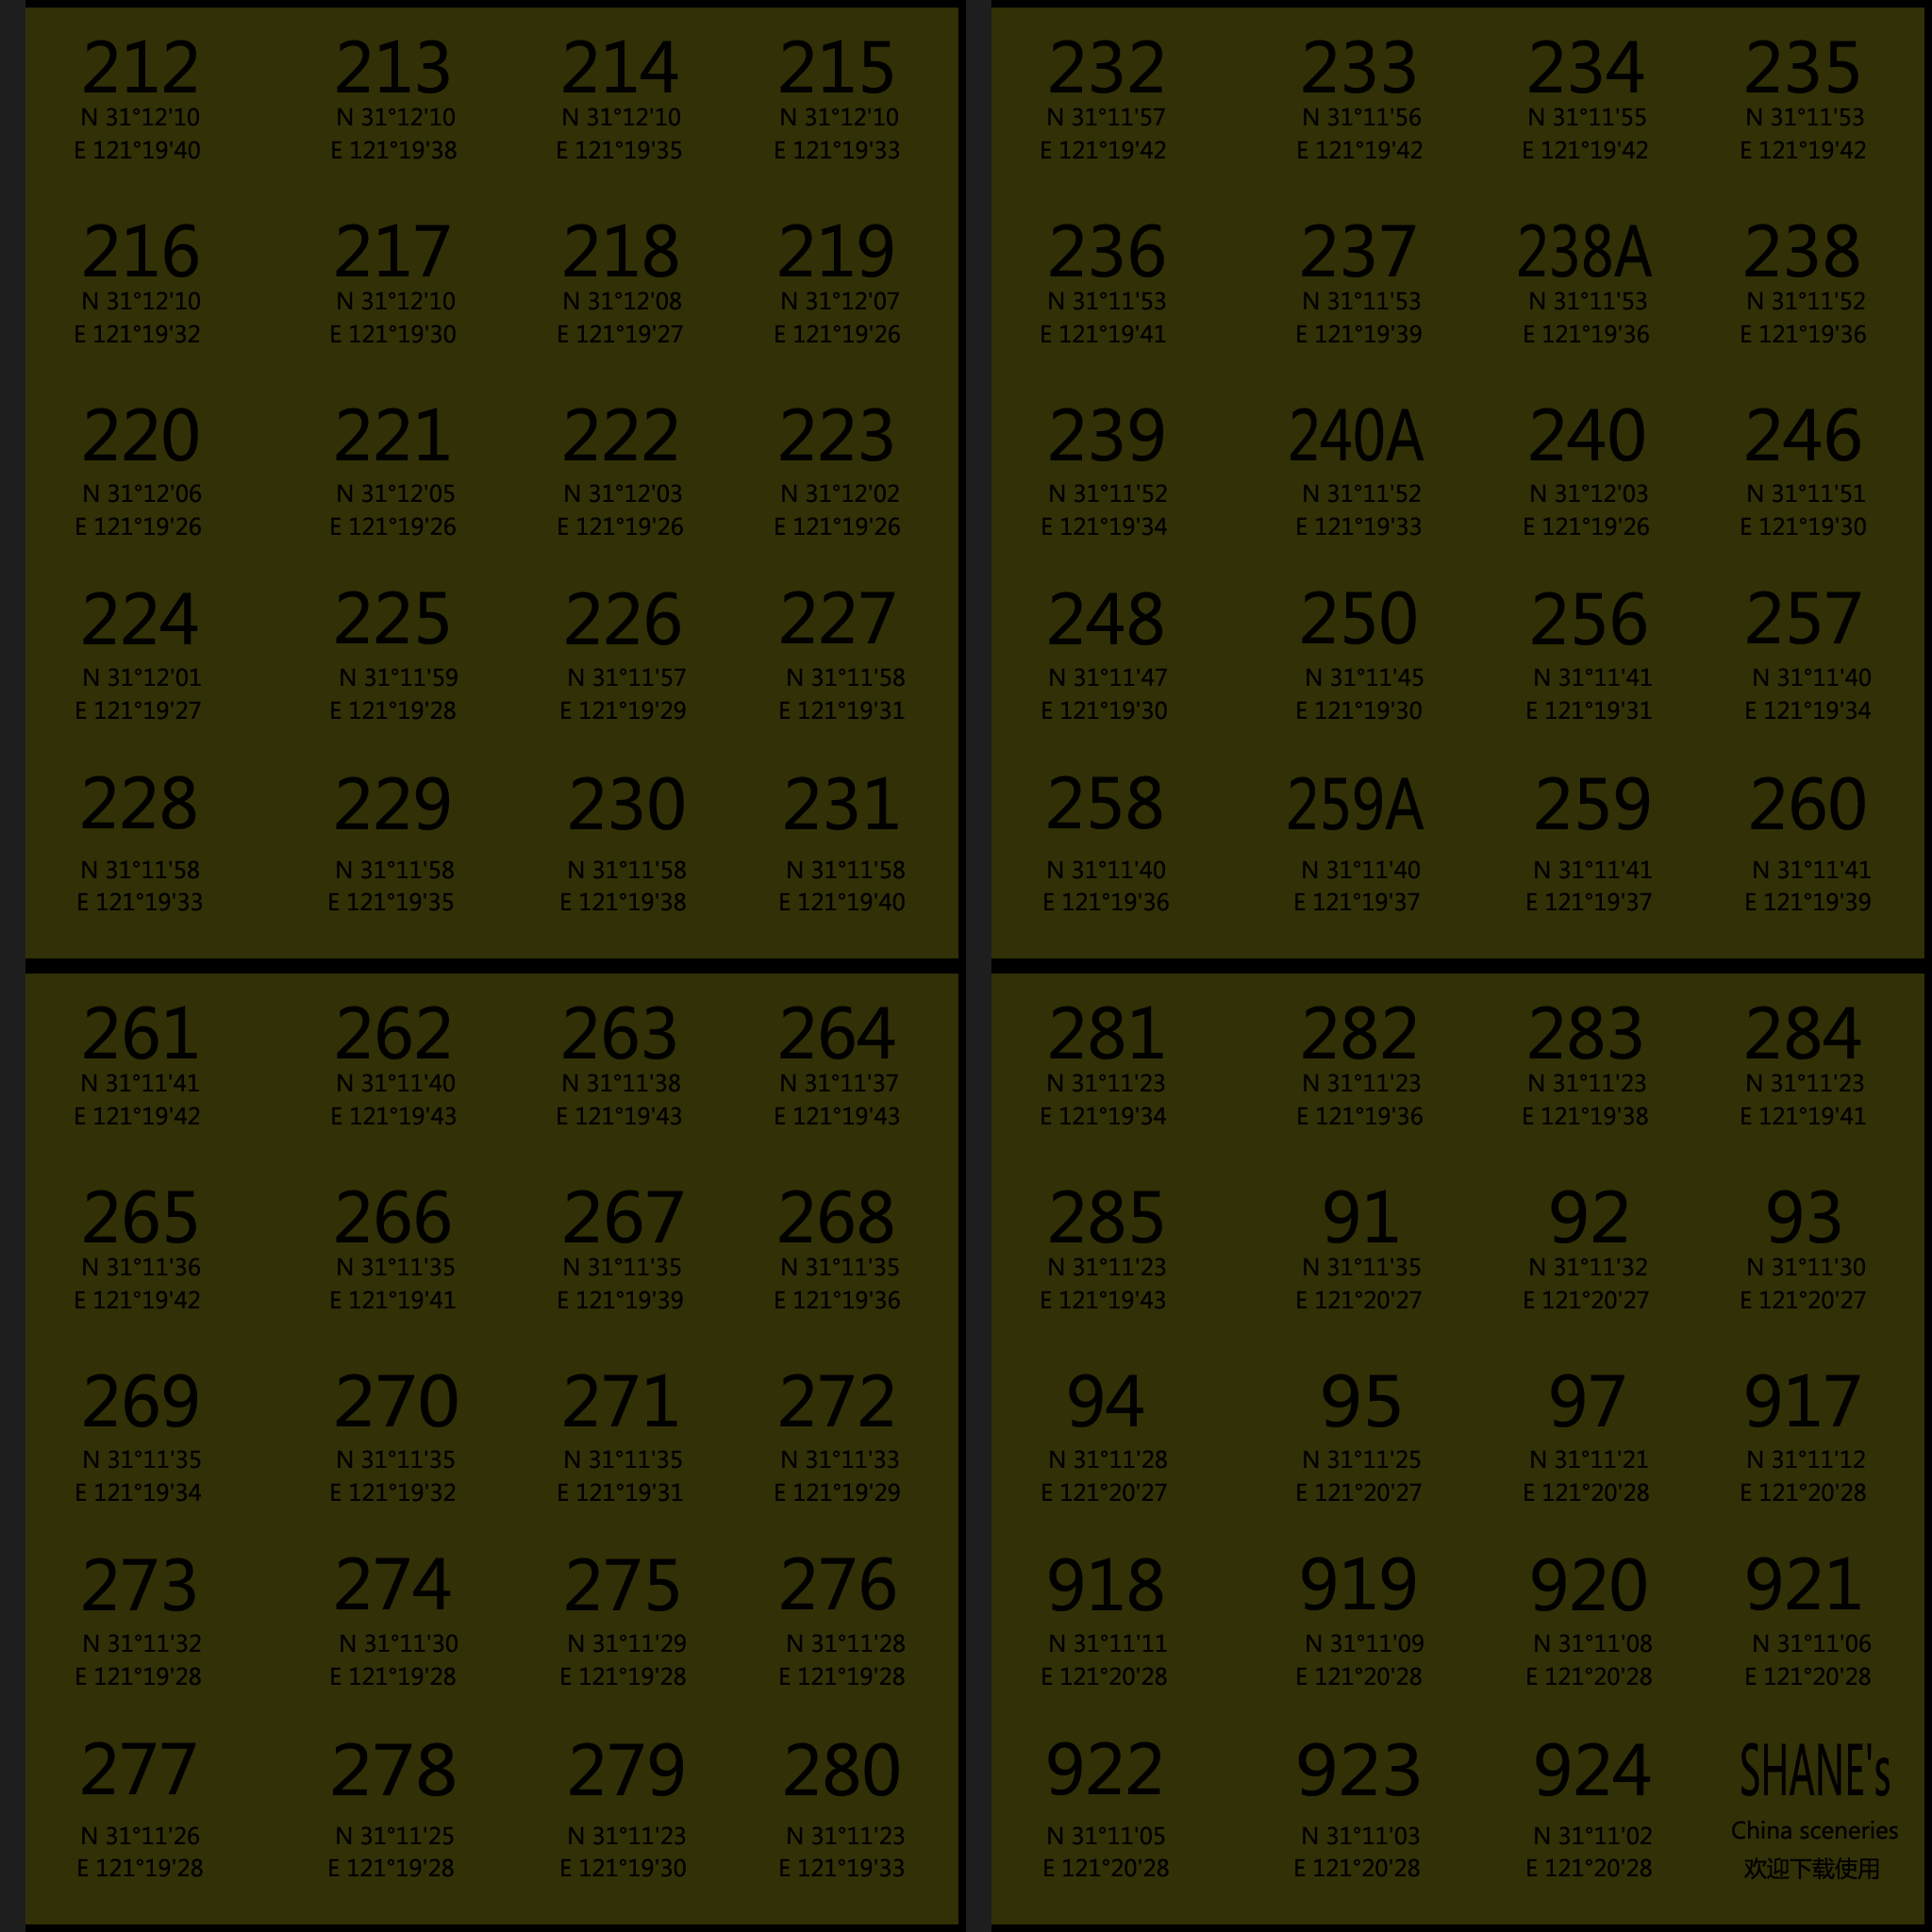 212 213 214 215
N 31°12'10 N 31°12'10 N 31°12'10 N 31°12'10
E 121°19'40 E 121°19'38 E 121°19'35 E 121°19'33
216 217 218 219
N 31°12'10 N 31°12'10 N 31°12'08 N 31°12'07
E 121°19'32 E 121°19'30 E 121°19'27 E 121°19'26
220 221 222 223
N 31°12'06 N 31°12'05 N 31°12'03 N 31°12'02
E 121°19'26 E 121°19'26 E 121°19'26 E 121°19'26
224 225 226 227
N 31°12'01 N 31°11'59 N 31°11'57 N 31°11'58
E 121°19'27 E 121°19'28 E 121°19'29 E 121°19'31
228 229 230 231
N 31°11'58 N 31°11'58 N 31°11'58 N 31°11'58
E 121°19'33 E 121°19'35 E 121°19'38 E 121°19'40
232 233 234 235
N 31°11'57 N 31°11'56 N 31°11'55 N 31°11'53
E 121°19'42 E 121°19'42 E 121°19'42 E 121°19'42
236 237 238A 238
N 31°11'53 N 31°11'53 N 31°11'53 N 31°11'52
E 121°19'41 E 121°19'39 E 121°19'36 E 121°19'36
239 240A 240 246
N 31°11'52 N 31°11'52 N 31°12'03 N 31°11'51
E 121°19'34 E 121°19'33 E 121°19'26 E 121°19'30
248 250 256 257
N 31°11'47 N 31°11'45 N 31°11'41 N 31°11'40
E 121°19'30 E 121°19'30 E 121°19'31 E 121°19'34
258 259A 259 260
N 31°11'40 N 31°11'40 N 31°11'41 N 31°11'41
E 121°19'36 E 121°19'37 E 121°19'37 E 121°19'39
261 262 263 264
N 31°11'41 N 31°11'40 N 31°11'38 N 31°11'37
E 121°19'42 E 121°19'43 E 121°19'43 E 121°19'43
265 266 267 268
N 31°11'36 N 31°11'35 N 31°11'35 N 31°11'35
E 121°19'42 E 121°19'41 E 121°19'39 E 121°19'36
269 270 271 272
N 31°11'35 N 31°11'35 N 31°11'35 N 31°11'33
E 121°19'34 E 121°19'32 E 121°19'31 E 121°19'29
273 274 275 276
N 31°11'32 N 31°11'30 N 31°11'29 N 31°11'28
E 121°19'28 E 121°19'28 E 121°19'28 E 121°19'28
277 278 279 280
N 31°11'26 N 31°11'25 N 31°11'23 N 31°11'23
E 121°19'28 E 121°19'28 E 121°19'30 E 121°19'33
281 282 283 284
N 31°11'23 N 31°11'23 N 31°11'23 N 31°11'23
E 121°19'34 E 121°19'36 E 121°19'38 E 121°19'41
285 91 92 93
N 31°11'23 N 31°11'35 N 31°11'32 N 31°11'30
E 121°19'43 E 121°20'27 E 121°20'27 E 121°20'27
94 95 97 917
N 31°11'28 N 31°11'25 N 31°11'21 N 31°11'12
E 121°20'27 E 121°20'27 E 121°20'28 E 121°20'28
918 919 920 921
N 31°11'11 N 31°11'09 N 31°11'08 N 31°11'06
E 121°20'28 E 121°20'28 E 121°20'28 E 121°20'28
922 923 924 SHANE's
N 31°11'05 N 31°11'03 N 31°11'02 China sceneries
E 121°20'28 E 121°20'28 E 121°20'28 欢迎下载使用